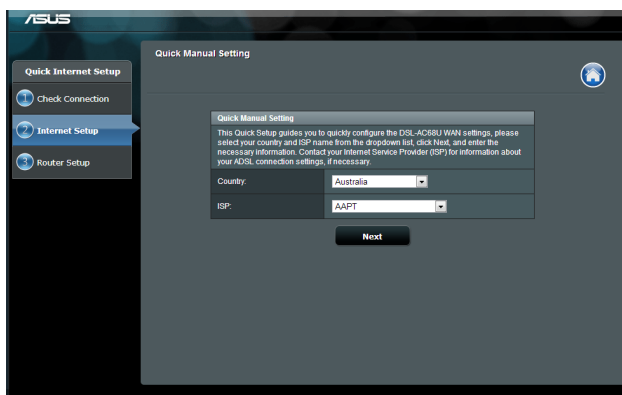 ASUS
Quick Manual Setting
Quick Internet Setup
1 Check Connection
2 Internet Setup
3 Router Setup
Quick Manual Setting
This Quick Setup guides you to quickly configure the DSL-AC68U WAN settings, please
select your country and ISP name from the dropdown list, click Next, and enter the
necessary information. Contact your Internet Service Provider (ISP) for information about
your ADSL connection settings, if necessary.
Country: Australia
ISP: AAPT
Next